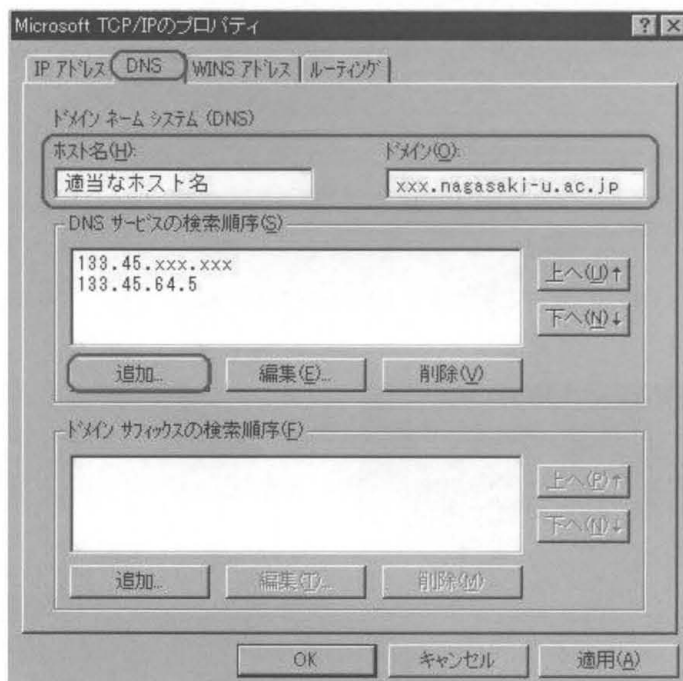 Microsoft TCP/IPのプロパティ
IP アドレス DNS WINS アドレス ルーティング
ドメイン ネーム システム (DNS)
ホスト名(H): ドメイン(O):
適当なホスト名 xxx.nagasaki-u.ac.jp
DNS サービスの検索順序(S)
133.45.xxx.xxx
133.45.64.5
上へ(U)↑
下へ(N)↓
追加... 編集(E)... 削除(V)
ドメイン サフィックスの検索順序(F)
上へ(P)↑
下へ(N)↓
追加... 編集(T)... 削除(M)
OK キャンセル 適用(A)